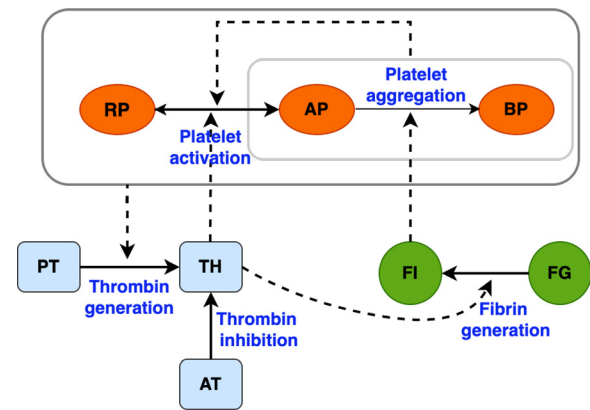 Platelet
aggregation
RP
AP
BP
Platelet
activation
PT
TH
FI
FG
Thrombin
generation
Thrombin
inhibition
Fibrin
generation
AT